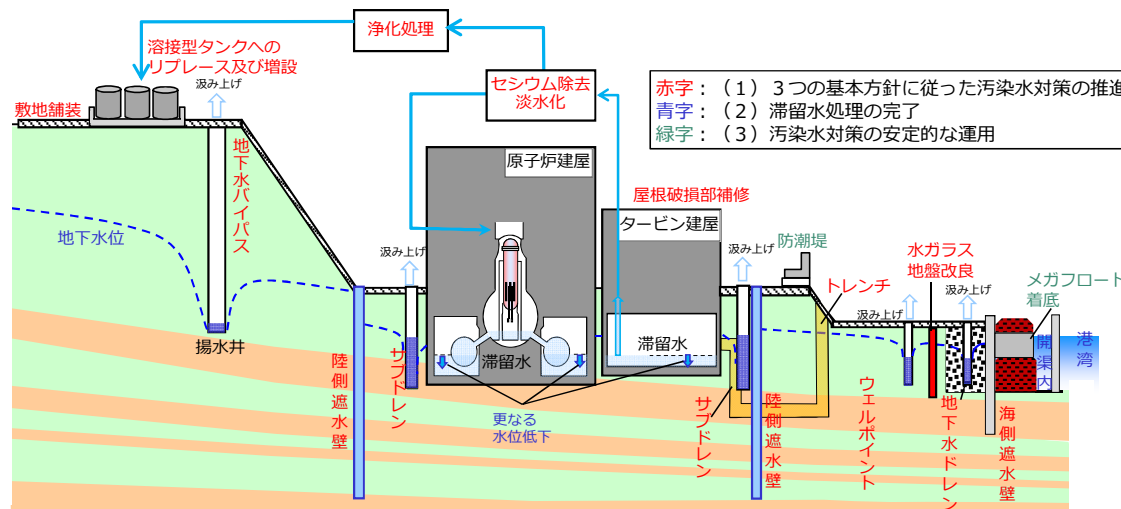 浄化処理
溶接型タンクへの
リプレース及び増設
汲み上げ
敷地舗装
セシウム除去
淡水化
赤字：（1）３つの基本方針に従った汚染水対策の推進
青字：（2）滞留水処理の完了
緑字：（3）汚染水対策の安定的な運用
地下水バイパス
地下水位
揚水井
原子炉建屋
屋根破損部補修
タービン建屋
汲み上げ
汲み上げ
防潮堤
水ガラス
地盤改良
トレンチ
汲み上げ
汲み上げ
メガフロート
着底
開渠内
港湾
滞留水
滞留水
更なる
水位低下
陸側遮水壁
サブドレン
サブドレン
陸側遮水壁
ウェルポイント
地下水ドレン
海側遮水壁